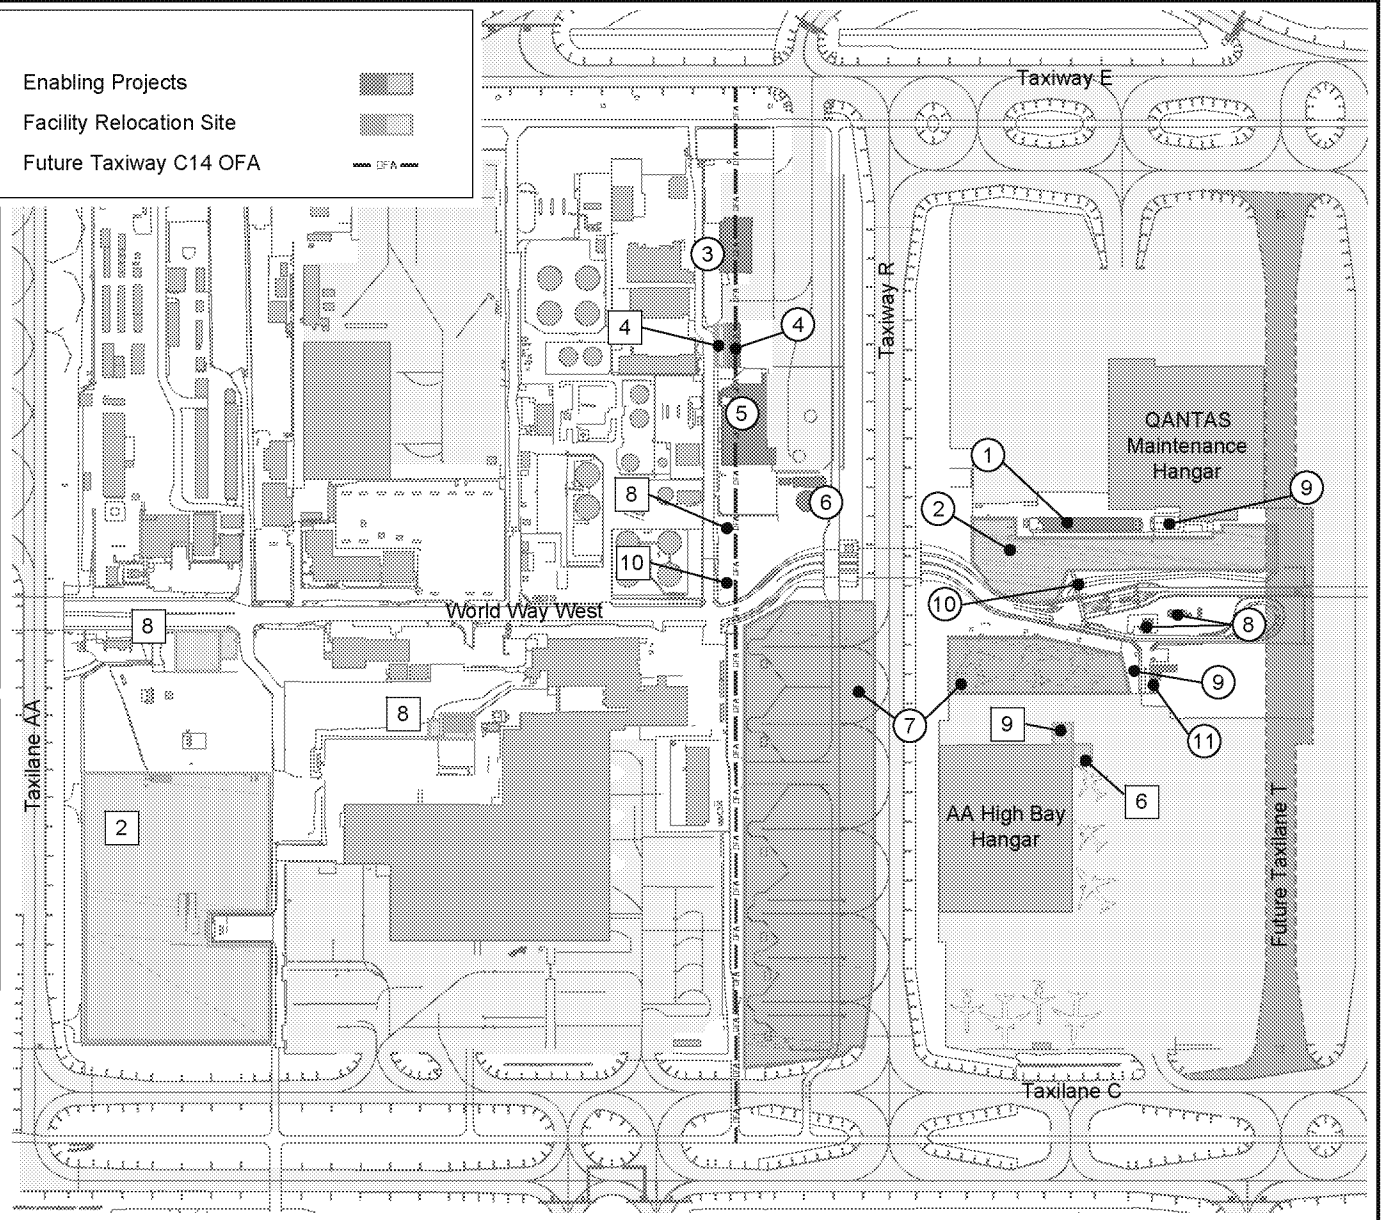 Enabling Projects
Facility Relocation Site
Future Taxiway C14 OFA
OFA
Taxiway E
3
Taxiway R
4
4
5
QANTAS
Maintenance
Hangar
1
9
8
6
2
10
10
World Way West
8
8
9
8
7
9
11
Taxilane AA
6
2
AA High Bay
Hangar
Future Taxilane T
Taxilane C